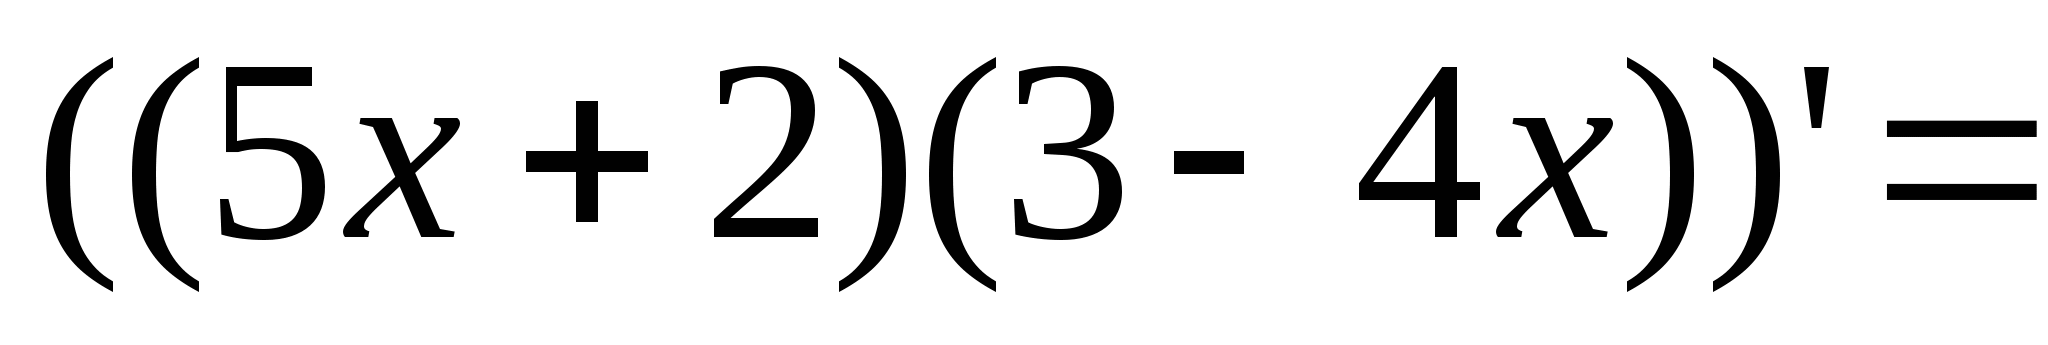 ((5x + 2)(3 - 4x))' =